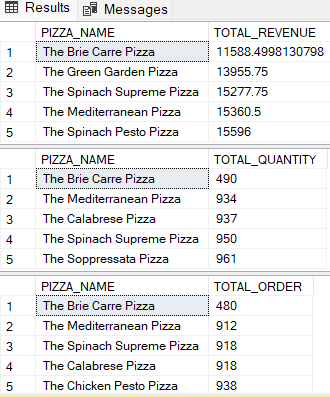 Results Messages
PIZZA_NAME TOTAL_REVENUE
1 The Brie Carre Pizza 11588.4998130798
2 The Green Garden Pizza 13955.75
3 The Spinach Supreme Pizza 15277.75
4 The Mediterranean Pizza 15360.5
5 The Spinach Pesto Pizza 15596
PIZZA_NAME TOTAL_QUANTITY
1 The Brie Carre Pizza 490
2 The Mediterranean Pizza 934
3 The Calabrese Pizza 937
4 The Spinach Supreme Pizza 950
5 The Soppressata Pizza 961
PIZZA_NAME TOTAL_ORDER
1 The Brie Carre Pizza 480
2 The Mediterranean Pizza 912
3 The Spinach Supreme Pizza 918
4 The Calabrese Pizza 918
5 The Chicken Pesto Pizza 938